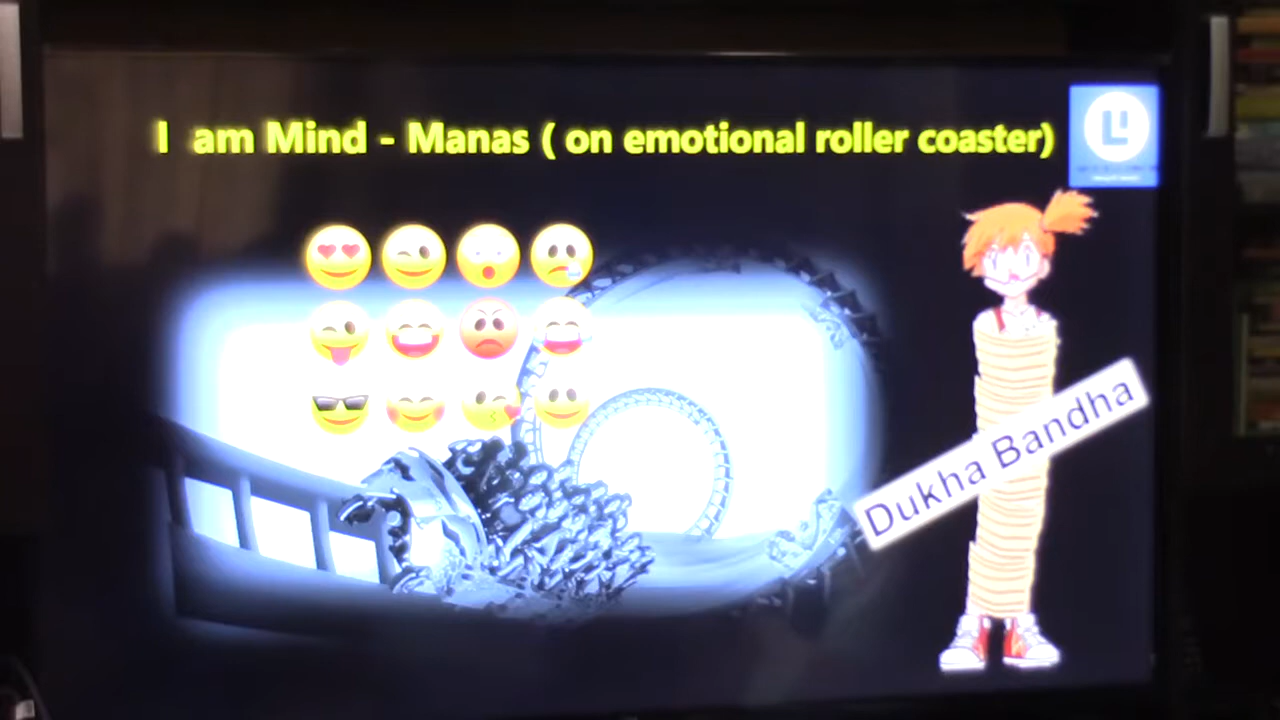 I am Mind - Manas ( on emotional roller coaster)
Dukha Bandha